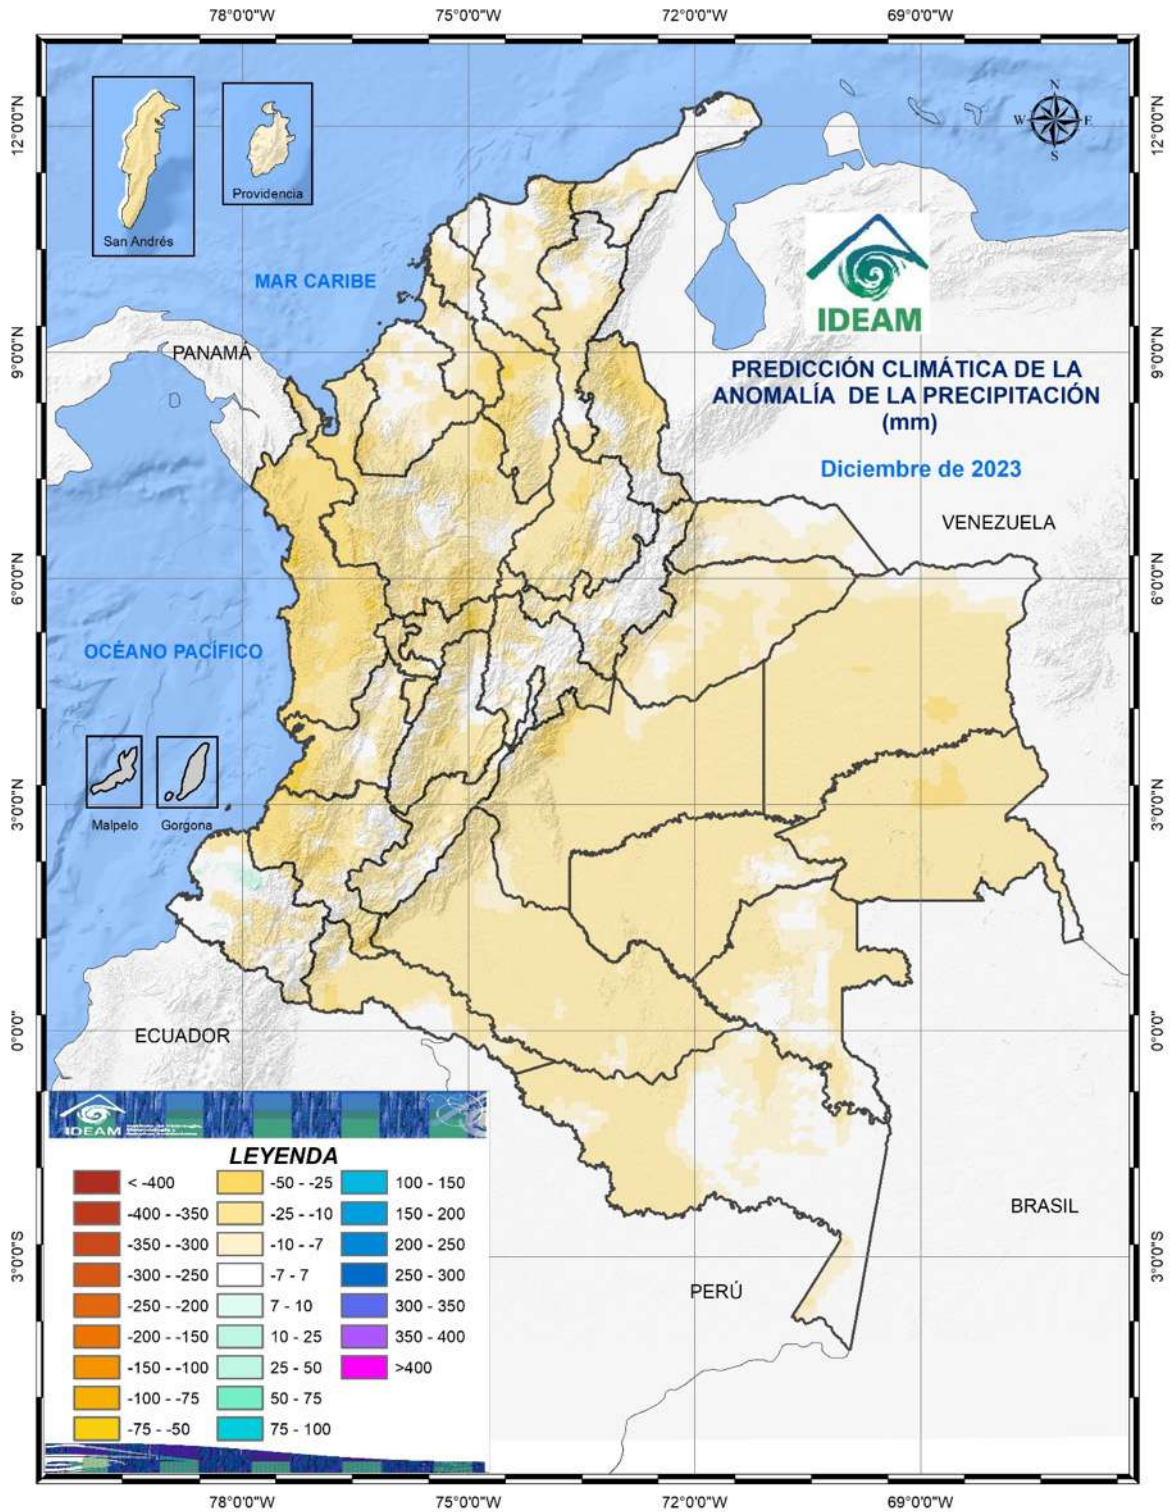 78°0'0"W 75°0'0"W 72°0'0"W 69°0'0"W
12°0'0"N
12°0'0"N
N
W E
S
San Andrés
Providencia
MAR CARIBE
IDEAM
PANAMÁ
9°0'0"N
9°0'0"N
PREDICCIÓN CLIMÁTICA DE LA
ANOMALÍA DE LA PRECIPITACIÓN
(mm)
Diciembre de 2023
VENEZUELA
6°0'0"N
6°0'0"N
OCÉANO PACÍFICO
3°0'0"N
3°0'0"N
Malpelo
Gorgona
ECUADOR
0°0'0"
0°0'0"
IDEAM
LEYENDA
< -400
-400 - -350
-350 - -300
-300 - -250
-250 - -200
-200 - -150
-150 - -100
-100 - -75
-75 - -50
-50 - -25
-25 - -10
-10 - -7
-7 - 7
7 - 10
10 - 25
25 - 50
50 - 75
75 - 100
100 - 150
150 - 200
200 - 250
250 - 300
300 - 350
350 - 400
>400
BRASIL
PERÚ
3°0'0"S
3°0'0"S
78°0'0"W 75°0'0"W 72°0'0"W 69°0'0"W